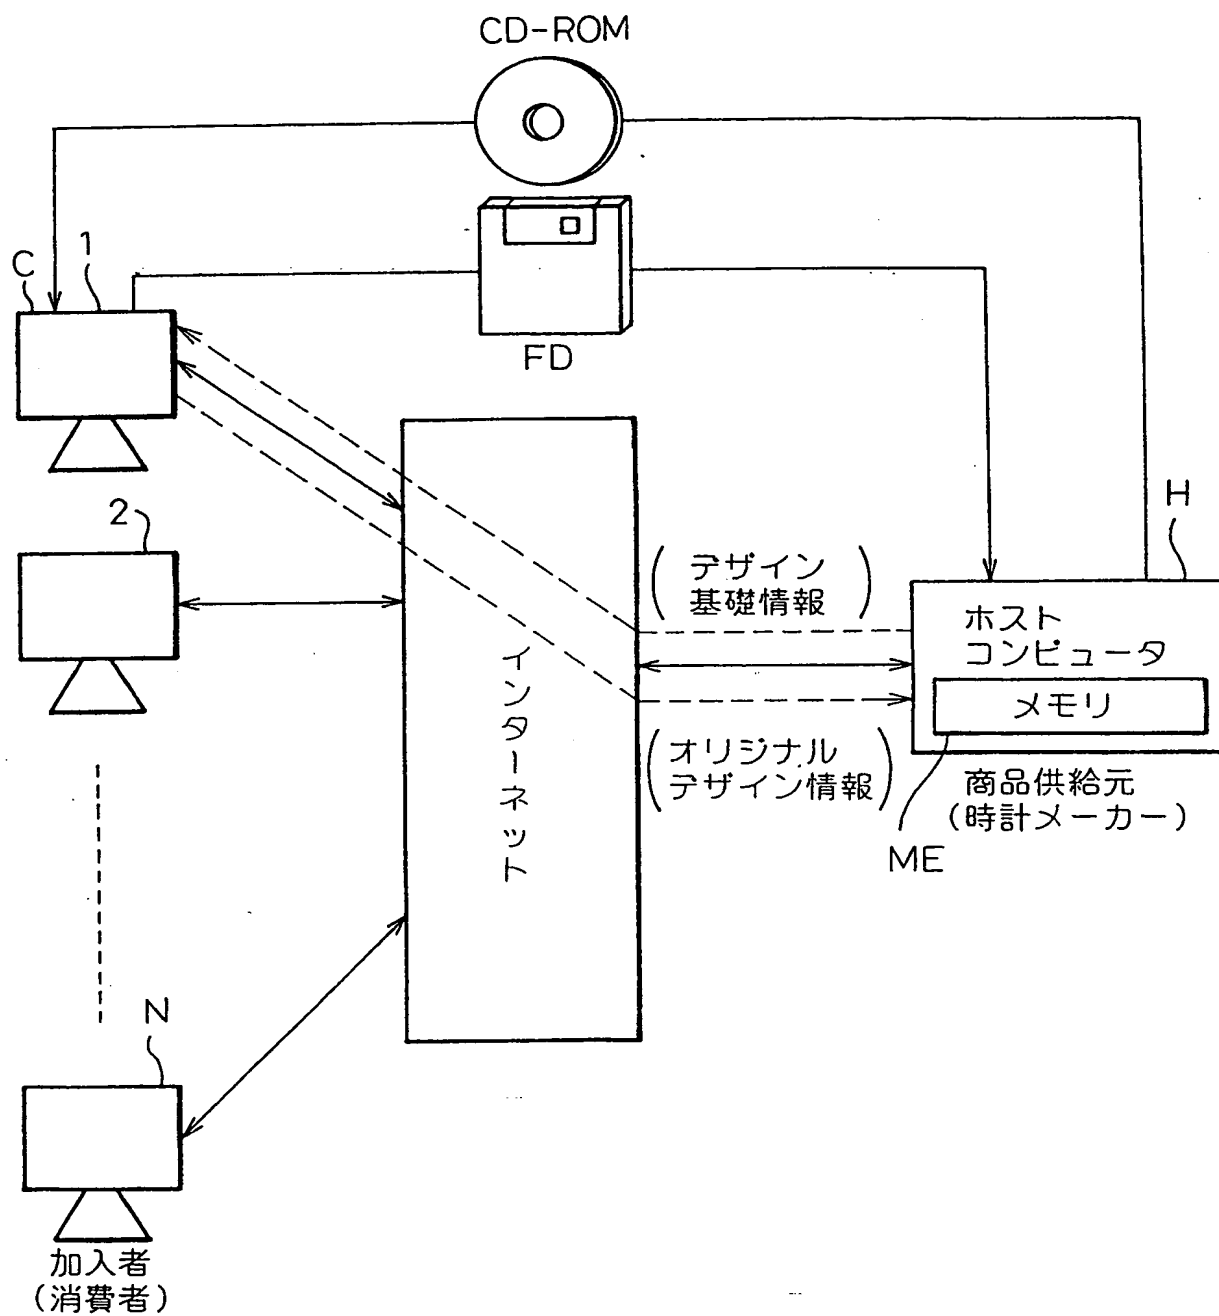 CD-ROM
C
1
FD
2
H
(デザイン
基礎情報)
ホスト
コンピュータ
メモリ
インターネット
(オリジナル
デザイン情報)
商品供給元
(時計メーカー)
ME
N
加入者
(消費者)